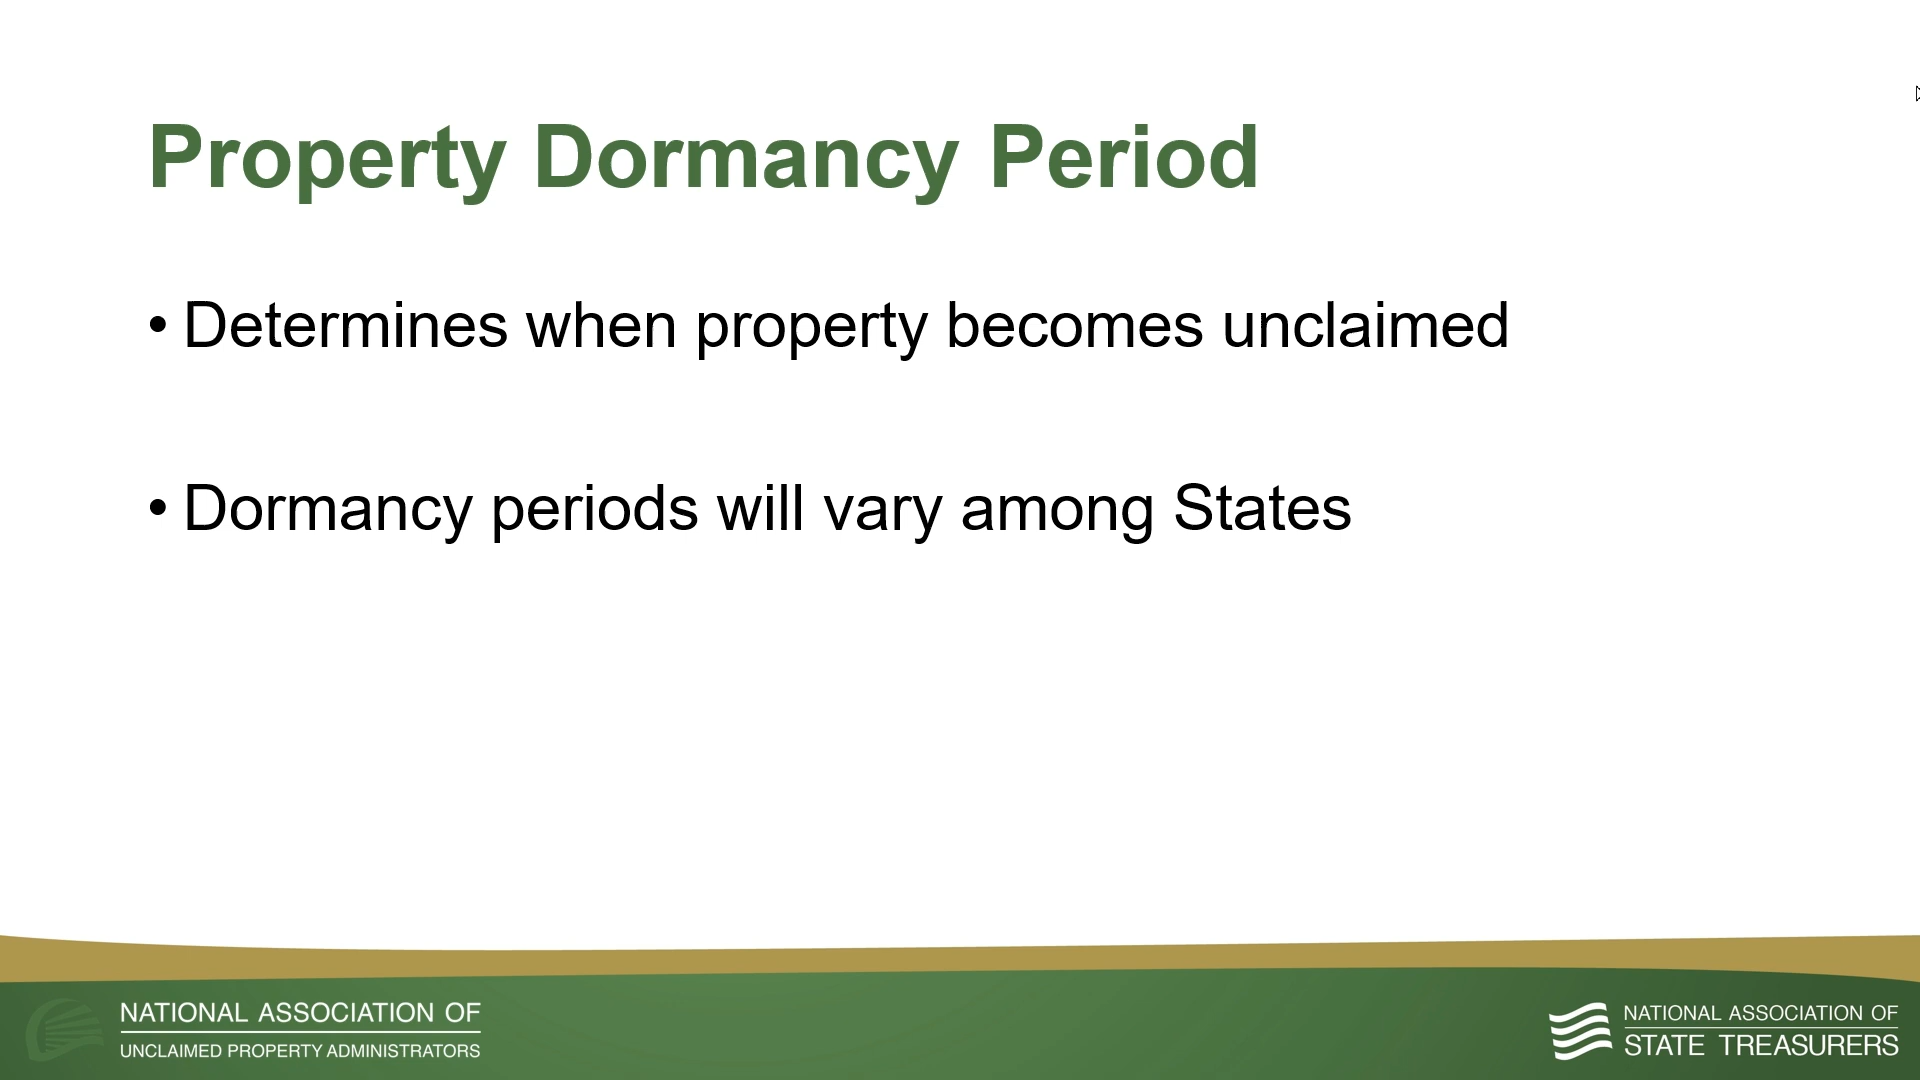 Property Dormancy Period
• Determines when property becomes unclaimed
• Dormancy periods will vary among States
NATIONAL ASSOCIATION OF
UNCLAIMED PROPERTY ADMINISTRATORS
NATIONAL ASSOCIATION OF
STATE TREASURERS